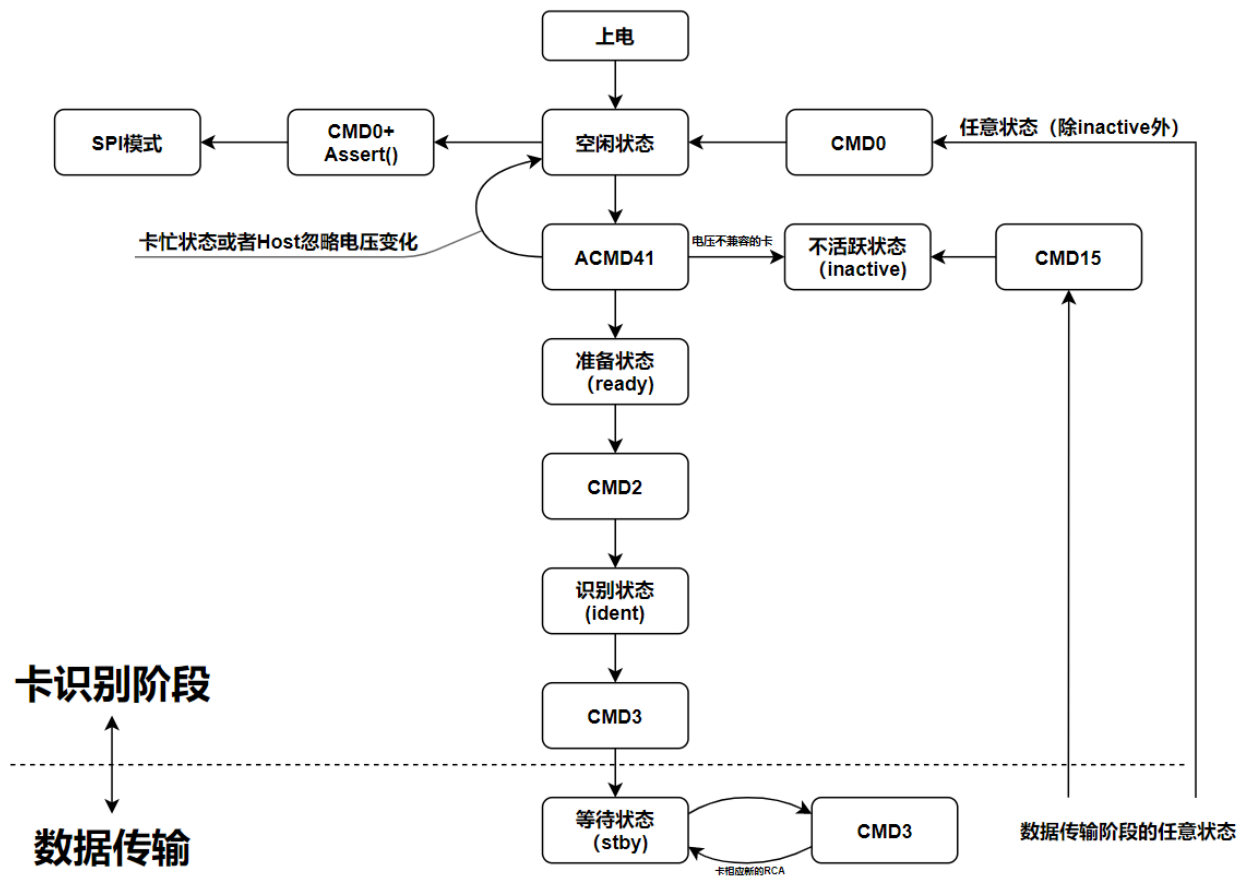 上电
任意状态（除inactive外）
SPI模式
CMD0+
Assert()
空闲状态
CMD0
卡忙状态或者Host忽略电压变化
ACMD41
电压不兼容的卡
不活跃状态
（inactive)
CMD15
准备状态
（ready)
CMD2
识别状态
(ident)
卡识别阶段
CMD3
等待状态
（stby)
CMD3
数据传输阶段的任意状态
数据传输
卡相应新的RCA